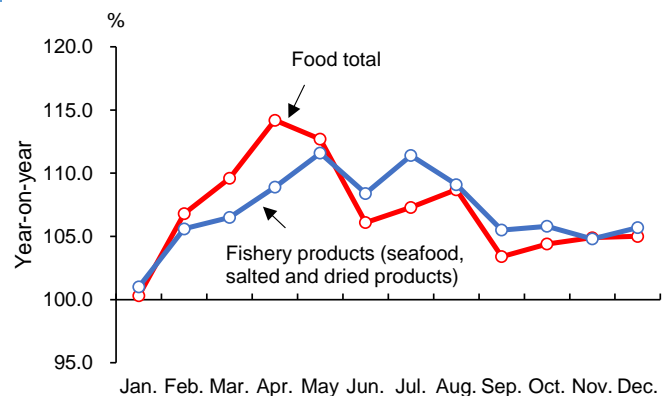 %
120.0
Food total
115.0
110.0
Year-on-year
105.0
Fishery products (seafood,
salted and dried products)
100.0
95.0
Jan. Feb. Mar. Apr. May Jun. Jul. Aug. Sep. Oct. Nov. Dec.